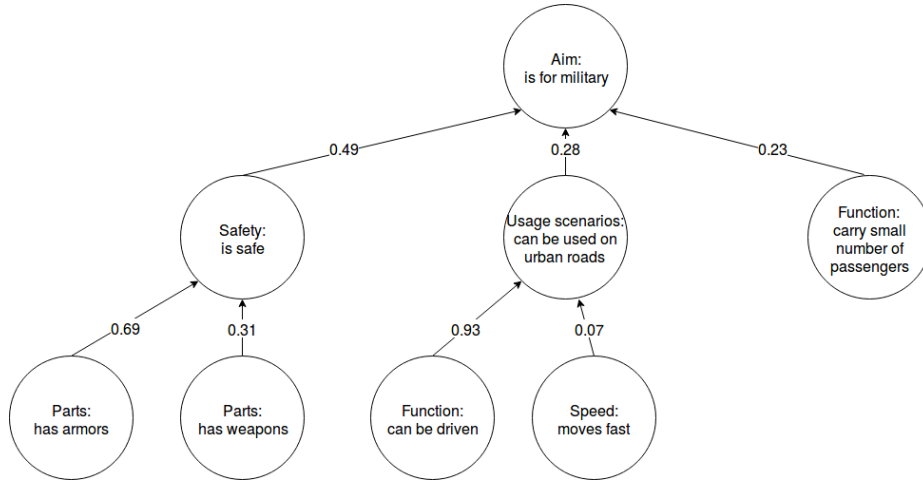 Aim:
is for military
0.49
0.28
0.23
Safety:
is safe
Usage scenarios:
can be used on
urban roads
Function:
carry small
number of
passengers
0.69
0.31
0.93
0.07
Parts:
has armors
Parts:
has weapons
Function:
can be driven
Speed:
moves fast